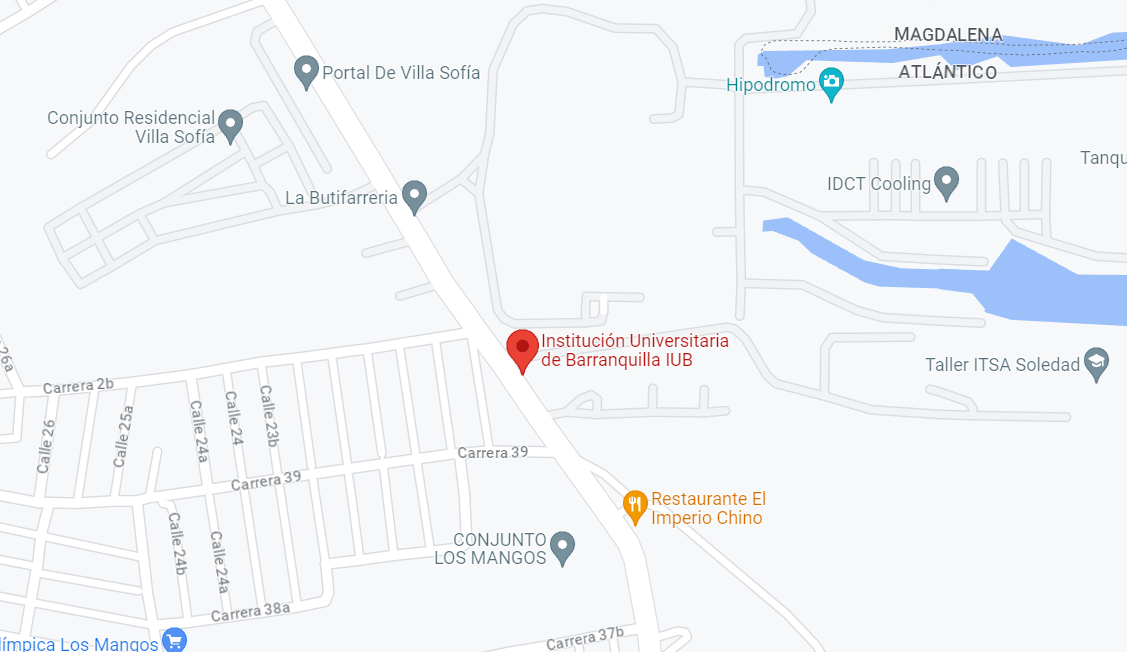 MAGDALENA
ATLÁNTICO
Portal De Villa Sofía
Hipodromo
Conjunto Residencial
Villa Sofía
Tanqu
La Butifarreria
IDCT Cooling
Institución Universitaria
de Barranquilla IUB
26a
Taller ITSA Soledad
Carrera 2b
Calle 26
Calle 25a
Calle 24a
Calle 24
Calle 23b
Carrera 39
Carrera 39
Restaurante El
Imperio Chino
CONJUNTO
LOS MANGOS
Calle 24b
Calle 24a
Carrera 38a
Carrera 37b
límpica Los Mangos